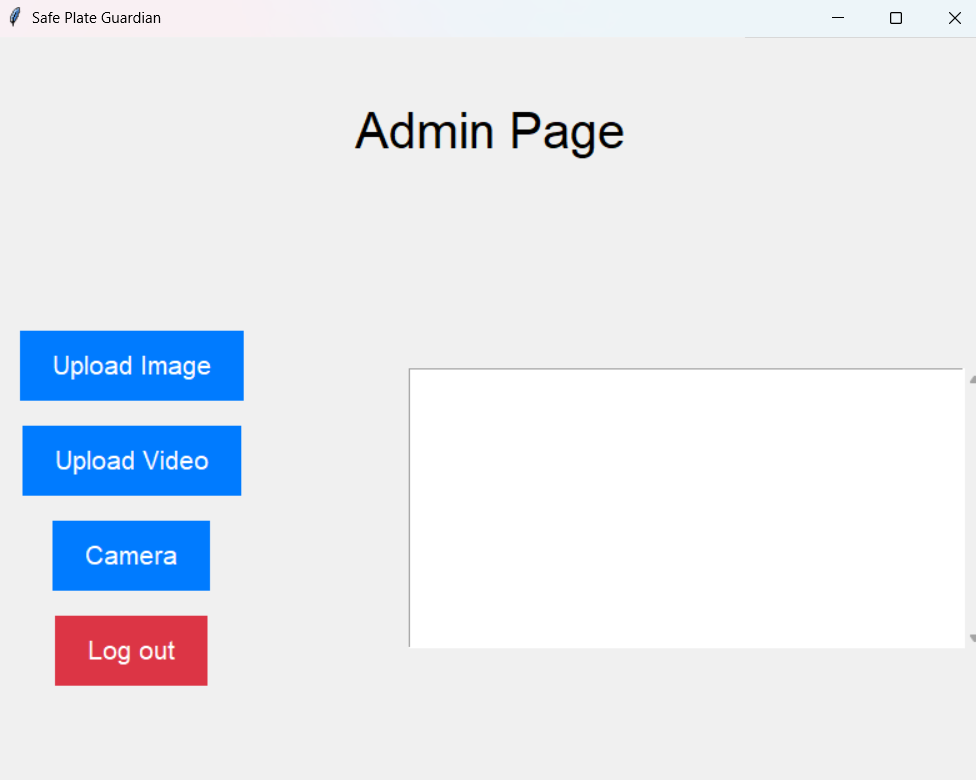 Safe Plate Guardian
Admin Page
Upload Image
Upload Video
Camera
Log out